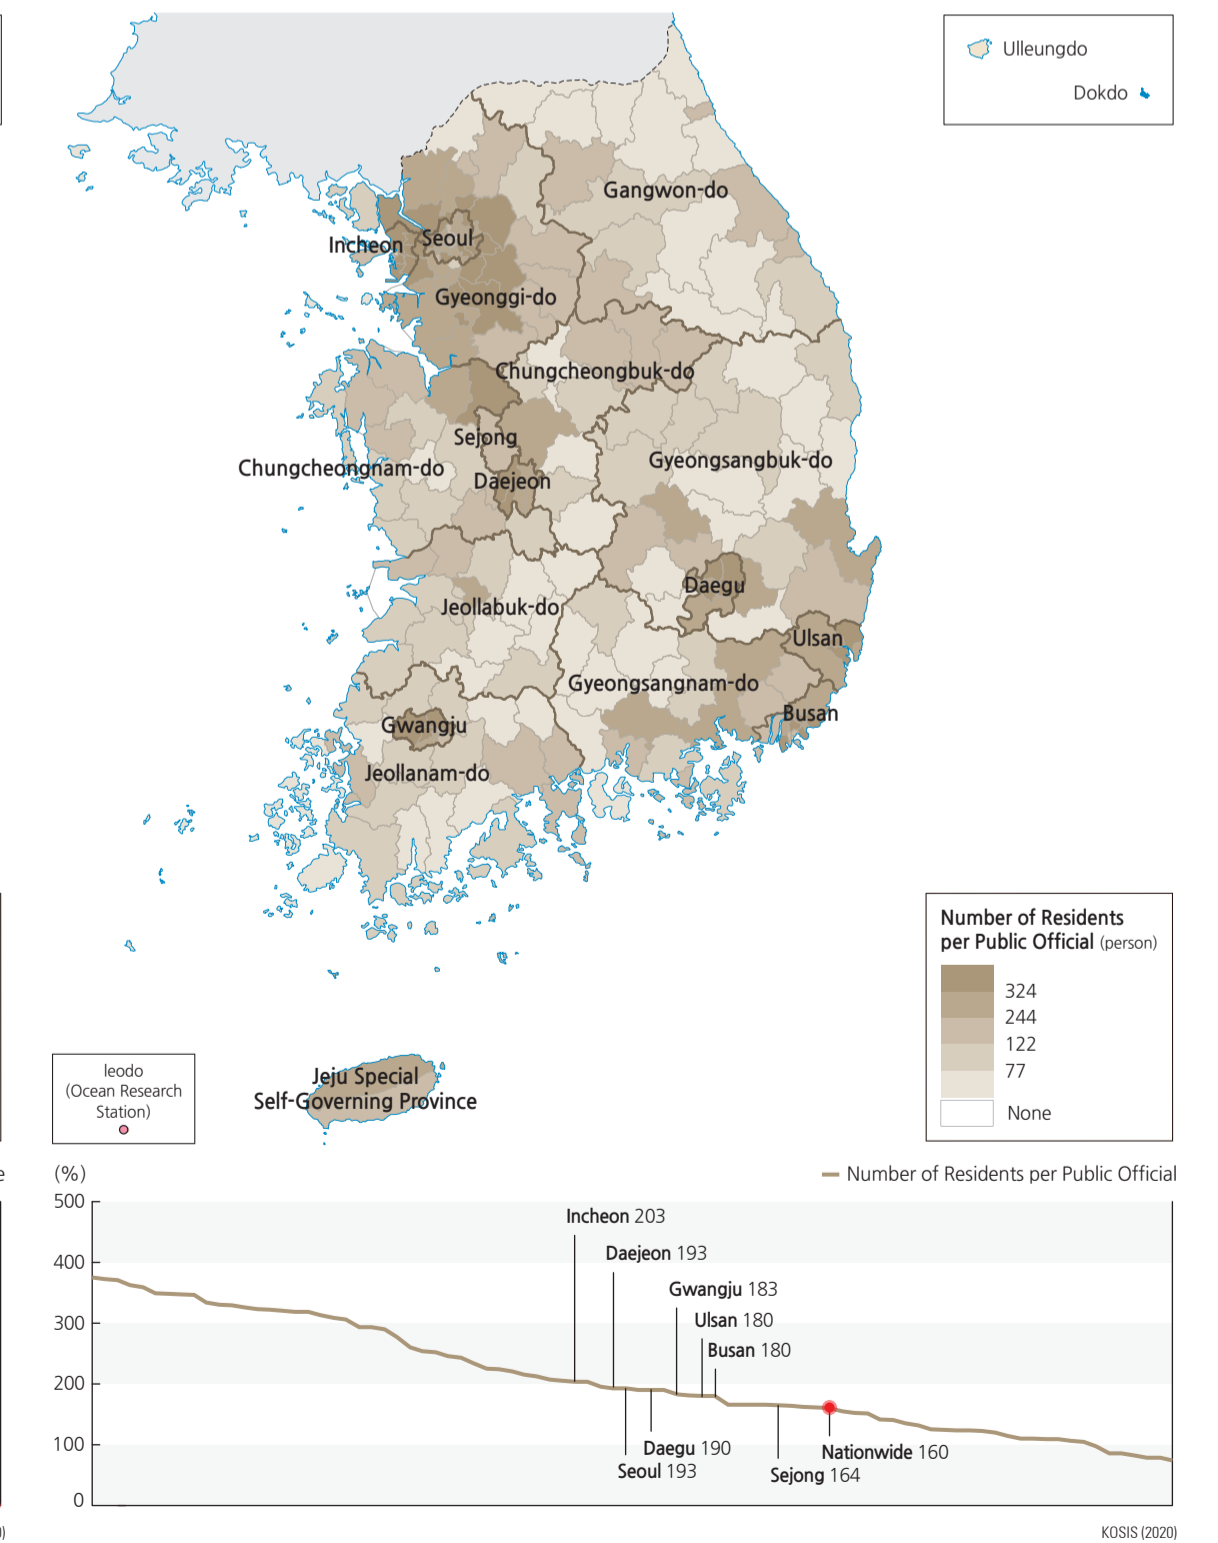 Ulleungdo
Dokdo
Gangwon-do
Incheon
Seoul
Gyeonggi-do
Chungcheongbuk-do
Sejong
Chungcheongnam-do
Daejeon
Gyeongsangbuk-do
Daegu
Jeollabuk-do
Ulsan
Gyeongsangnam-do
Busan
Gwangju
Jeollanam-do
Number of Residents
per Public Official (person)
324
244
122
77
None
Ieodo
(Ocean Research
Station)
Jeju Special
Self-Governing Province
e
(%)
Number of Residents per Public Official
500
400
300
200
100
0
Incheon 203
Daejeon 193
Gwangju 183
Ulsan 180
Busan 180
Daegu 190
Seoul 193
Nationwide 160
Sejong 164
)
KOSIS (2020)